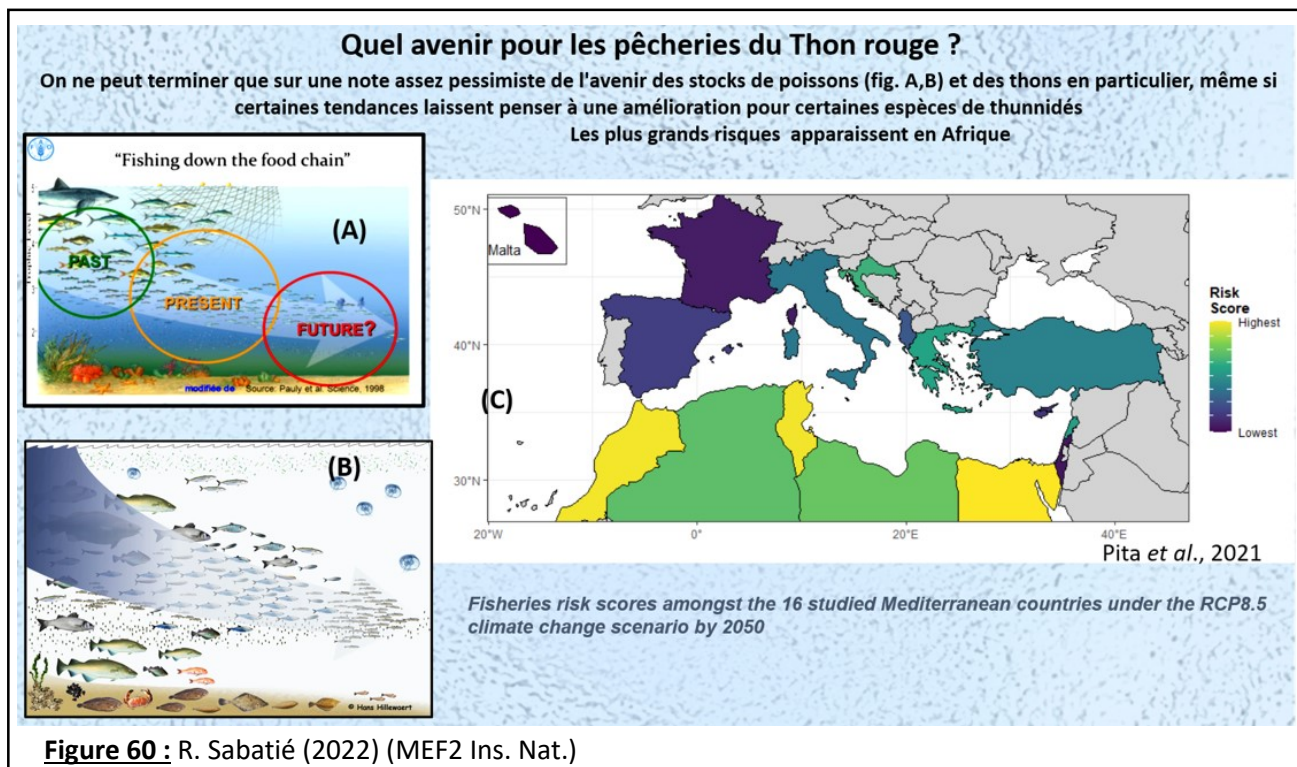 Quel avenir pour les pêcheries du Thon rouge ?
On ne peut terminer que sur une note assez pessimiste de l'avenir des stocks de poissons (fig. A,B) et des thons en particulier, même si
certaines tendances laissent penser à une amélioration pour certaines espèces de thunnidés
Les plus grands risques apparaissent en Afrique
"Fishing down the food chain"
(A)
PAST
PRESENT
FUTURE?
modifiée de Source: Pauly et al. Science, 1998
(B)
© Hans Hillewaert
50°N
40°N
30°N
Malta
(C)
20°W
0°
20°E
40°E
Risk
Score
Highest
Lowest
Pita et al., 2021
Fisheries risk scores amongst the 16 studied Mediterranean countries under the RCP8.5
climate change scenario by 2050
Figure 60 : R. Sabatié (2022) (MEF2 Ins. Nat.)